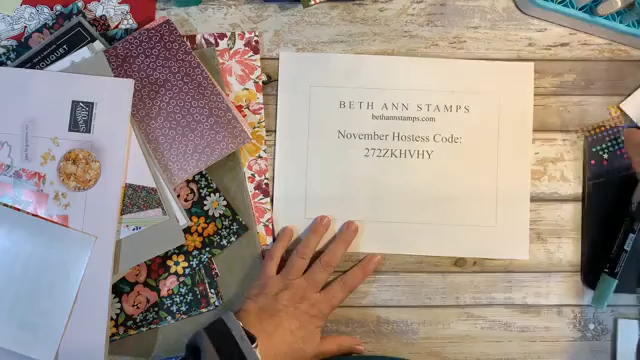 BETH ANN STAMPS
bethannstamps.com
November Hostess Code:
272ZKHVHY
BOUQUET